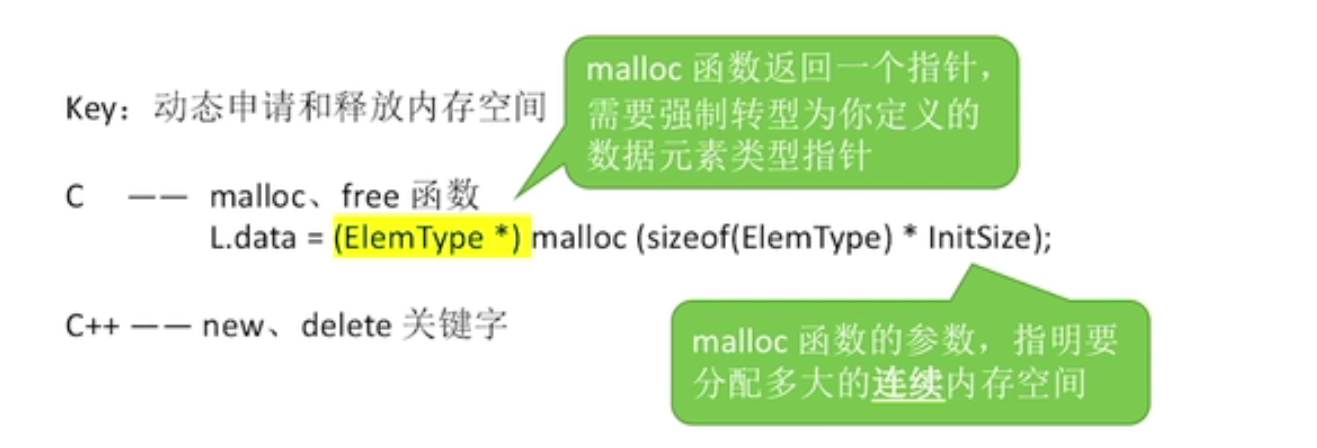 malloc 函数返回一个指针，
需要强制转型为你定义的
数据元素类型指针
Key：动态申请和释放内存空间
C —— malloc、free 函数
L.data = (ElemType *) malloc (sizeof(ElemType) * InitSize);
C++ —— new、delete 关键字
malloc 函数的参数，指明要
分配多大的连续内存空间